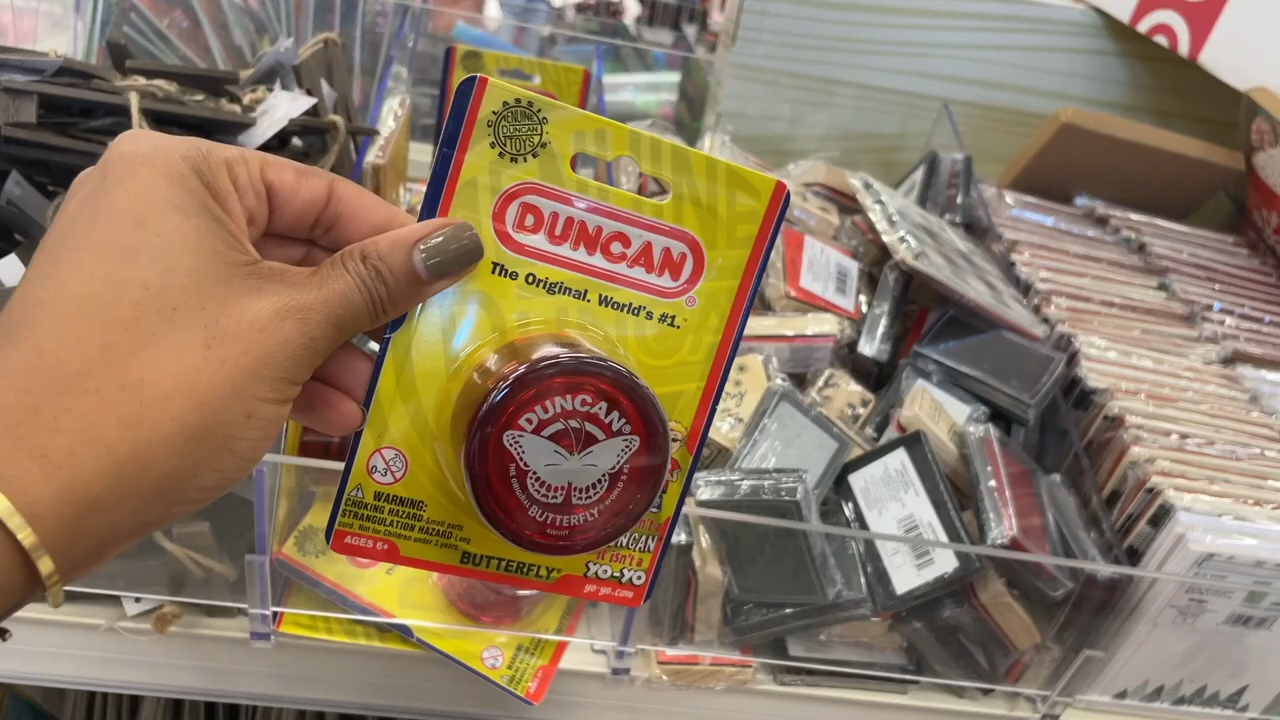 CLASSIC
GENUINE
DUNCAN
TOYS
SERIES.
DUNCAN®
The Original. World's #1.™
DUNCAN®
THE ORIGINAL
WORLD'S #1
BUTTERFLY®
0-3
WARNING:
CHOKING HAZARD-Small parts.
STRANGULATION HAZARD-Long
cord. Not for Children under 3 years.
AGES 6+
BUTTERFLY®
DUNCAN
it isn't a
YO-YO
yo-yo.com
WARNING: